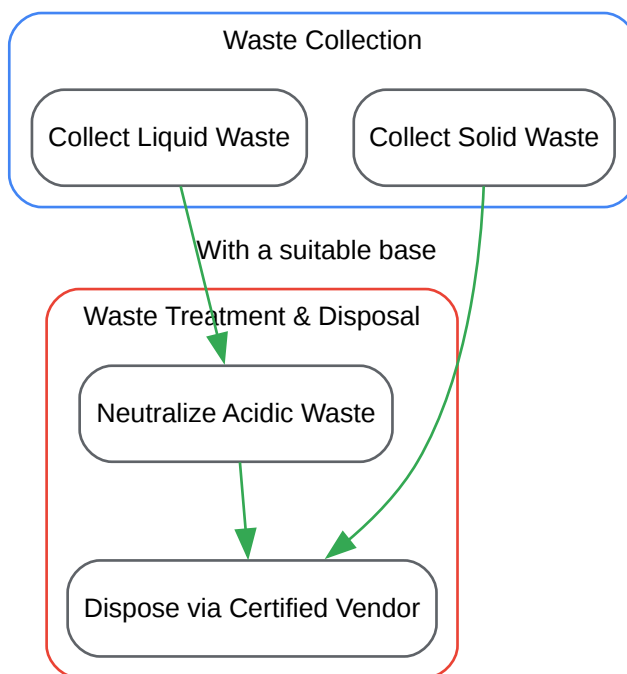 Waste Collection
Collect Liquid Waste
Collect Solid Waste
With a suitable base
Waste Treatment & Disposal
Neutralize Acidic Waste
Dispose via Certified Vendor